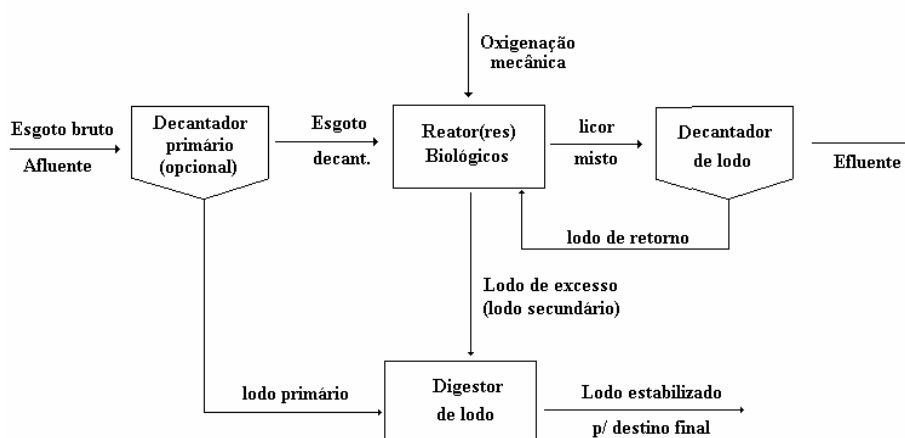 Oxigenação
mecânica
Esgoto bruto
Afluente
Decantador
primário
(opcional)
Esgoto
decant.
Reator(res)
Biológicos
licor
misto
Decantador
de lodo
Efluente
lodo de retorno
Lodo de excesso
(lodo secundário)
lodo primário
Digestor
de lodo
Lodo estabilizado
p/ destino final